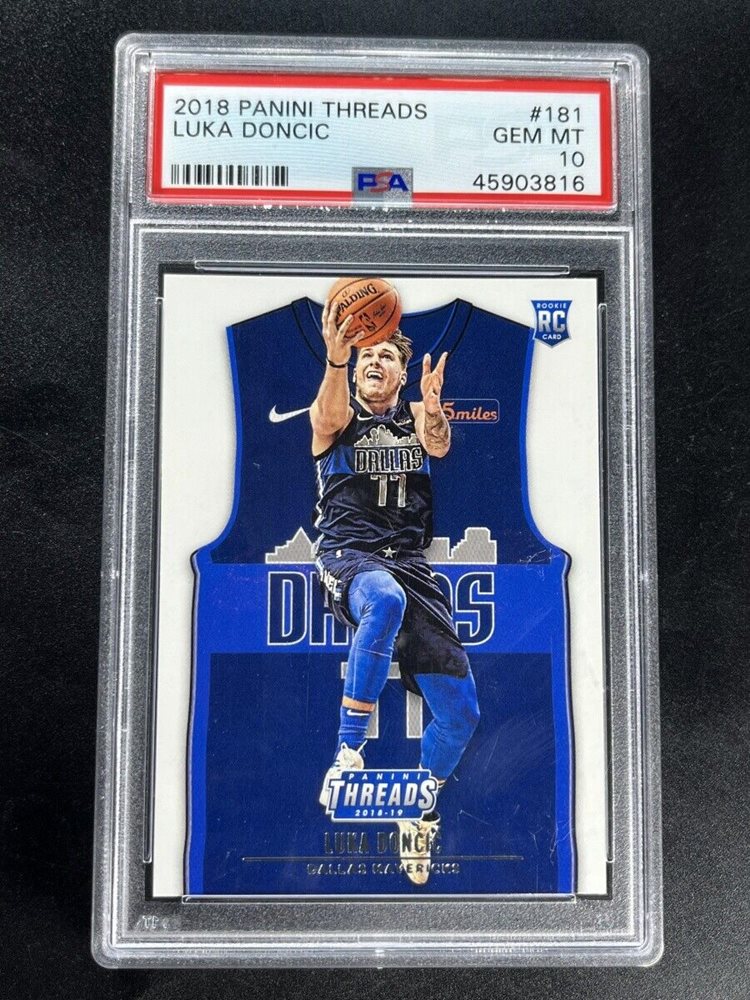 2018 PANINI THREADS #181
LUKA DONCIC GEM MT
10
PSA 45903816
SPALDING
ROOKIE
RC
CARD
5miles
DALLAS
77
DALLAS
77
PANINI
THREADS
2018-19
LUKA DONCIC
DALLAS MAVERICKS